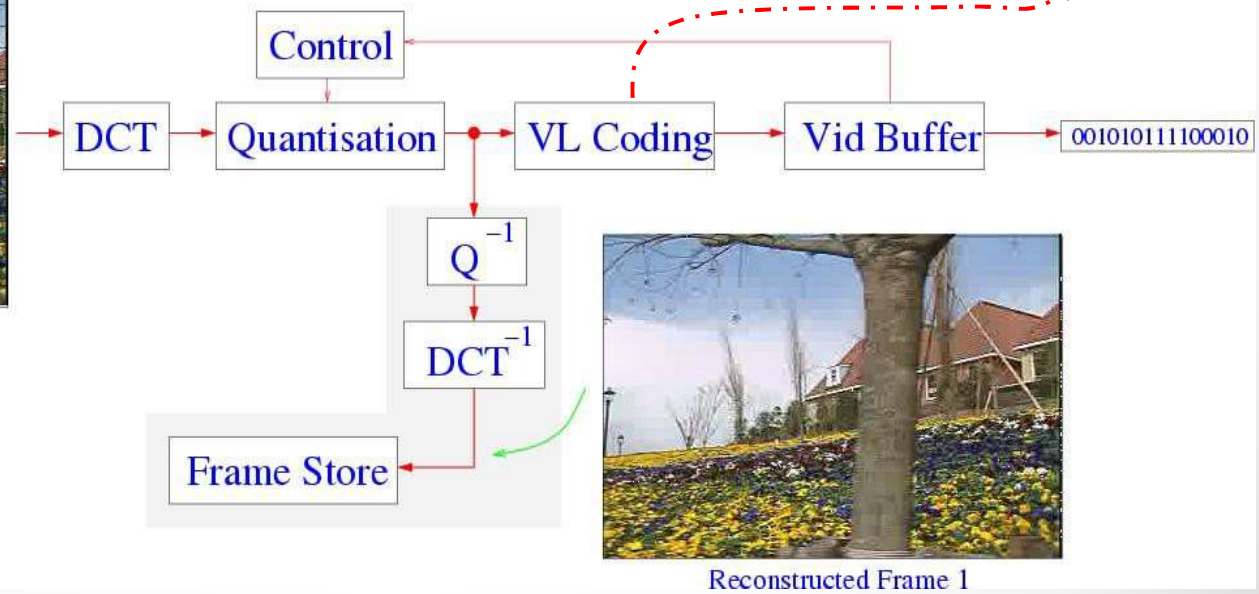 Control
DCT
Quantisation
VL Coding
Vid Buffer
001010111100010
Q⁻¹
DCT⁻¹
Frame Store
Reconstructed Frame 1